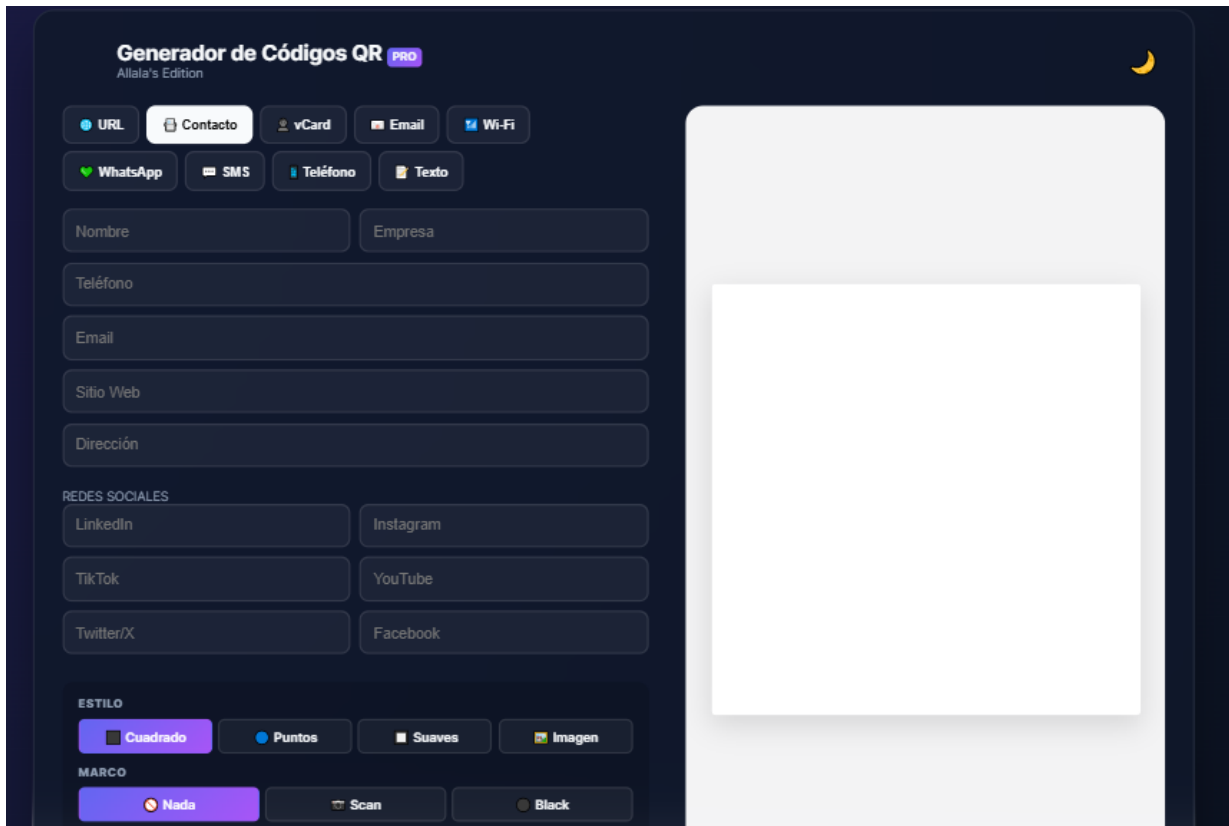 Generador de Códigos QR PRO
Allala's Edition
URL Contacto vCard Email Wi-Fi
WhatsApp SMS Teléfono Texto
Nombre Empresa
Teléfono
Email
Sitio Web
Dirección
REDES SOCIALES
LinkedIn Instagram
TikTok YouTube
Twitter/X Facebook
ESTILO
Cuadrado Puntos Suaves Imagen
MARCO
Nada Scan Black